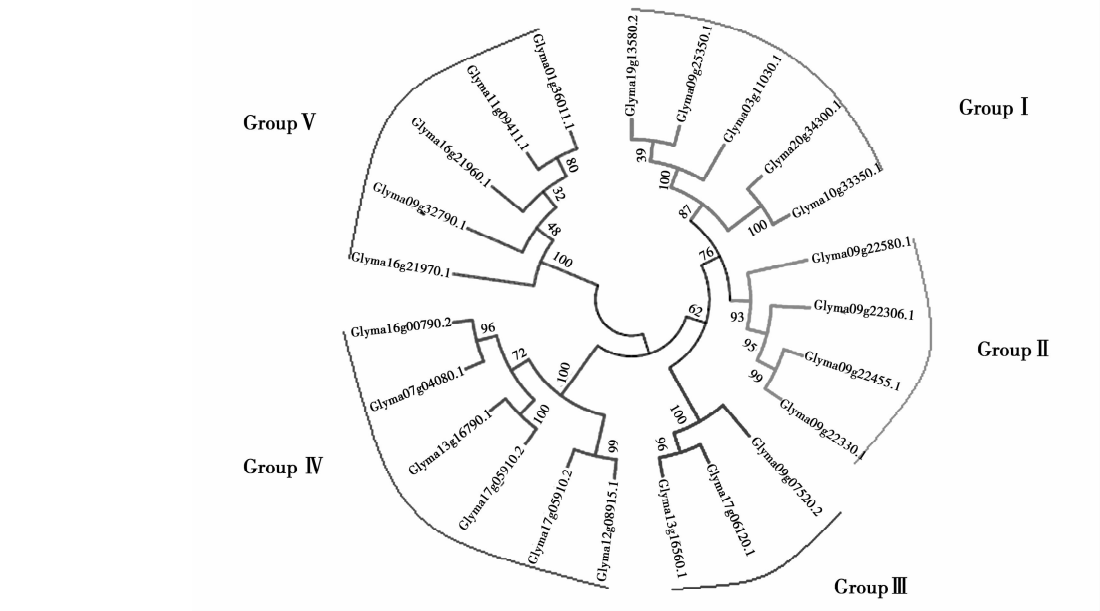 Group I
Glyma19g13580.2
Glyma09g25350.1
Glyma03g11030.1
Glyma20g34300.1
Glyma10g33350.1
39
100
87
100
76
Group II
Glyma09g22580.1
Glyma09g22306.1
Glyma09g22455.1
Glyma09g22330.1
93
95
99
62
Group III
Glyma09g07520.2
Glyma17g06120.1
Glyma13g16560.1
100
96
Group IV
Glyma12g08915.1
Glyma17g05910.2
Glyma17g05910.2
Glyma13g16790.1
Glyma07g04080.1
Glyma16g00790.2
99
100
100
72
96
Group V
Glyma16g21970.1
Glyma09g32790.1
Glyma16g21960.1
Glyma11g09411.1
Glyma01g36011.1
100
48
32
80